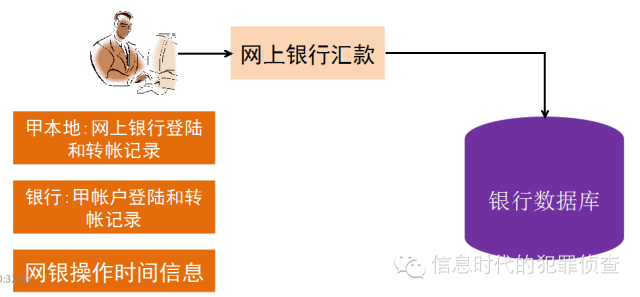 网上银行汇款
甲本地:网上银行登陆
和转帐记录
银行:甲帐户登陆和转
帐记录
网银操作时间信息
银行数据库
信息时代的犯罪侦查